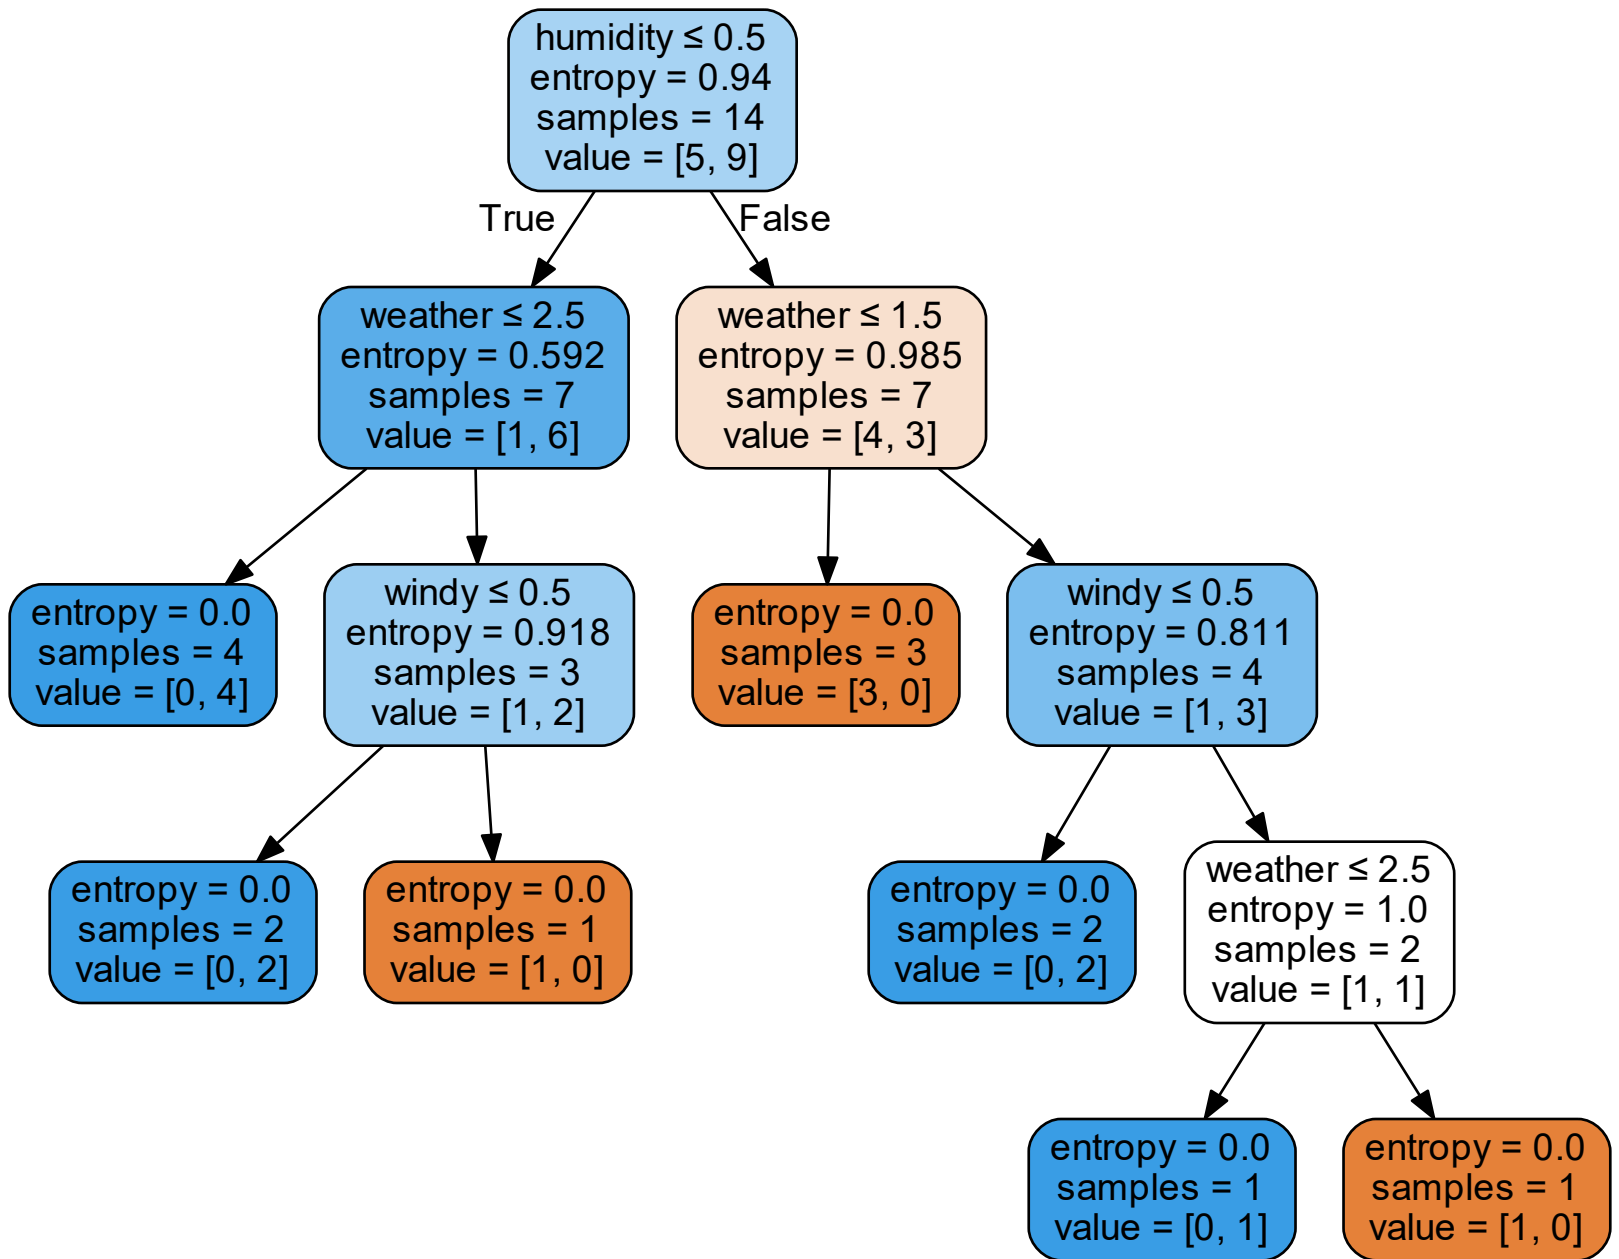 humidity ≤ 0.5
entropy = 0.94
samples = 14
value = [5, 9]
True
False
weather ≤ 2.5
entropy = 0.592
samples = 7
value = [1, 6]
weather ≤ 1.5
entropy = 0.985
samples = 7
value = [4, 3]
entropy = 0.0
samples = 4
value = [0, 4]
windy ≤ 0.5
entropy = 0.918
samples = 3
value = [1, 2]
entropy = 0.0
samples = 3
value = [3, 0]
windy ≤ 0.5
entropy = 0.811
samples = 4
value = [1, 3]
entropy = 0.0
samples = 2
value = [0, 2]
entropy = 0.0
samples = 1
value = [1, 0]
entropy = 0.0
samples = 2
value = [0, 2]
weather ≤ 2.5
entropy = 1.0
samples = 2
value = [1, 1]
entropy = 0.0
samples = 1
value = [0, 1]
entropy = 0.0
samples = 1
value = [1, 0]